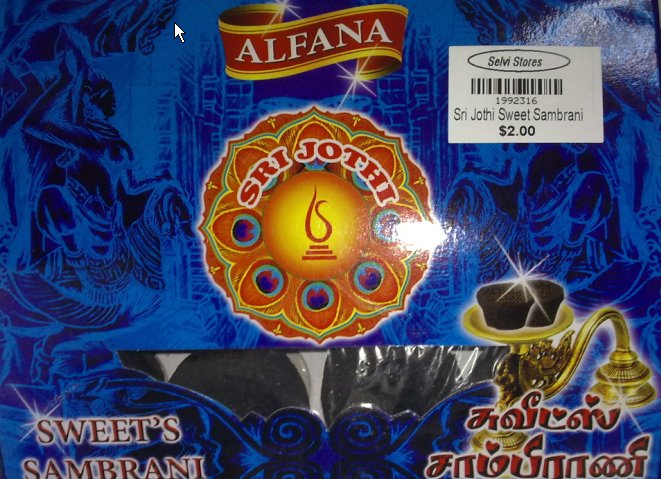 ALFANA
Selvi Stores
1992316
Sri Jothi Sweet Sambrani
$2.00
SRI JOTHI
SWEET'S
SAMBRANI
சுவீட்ஸ்
சாம்பிராணி